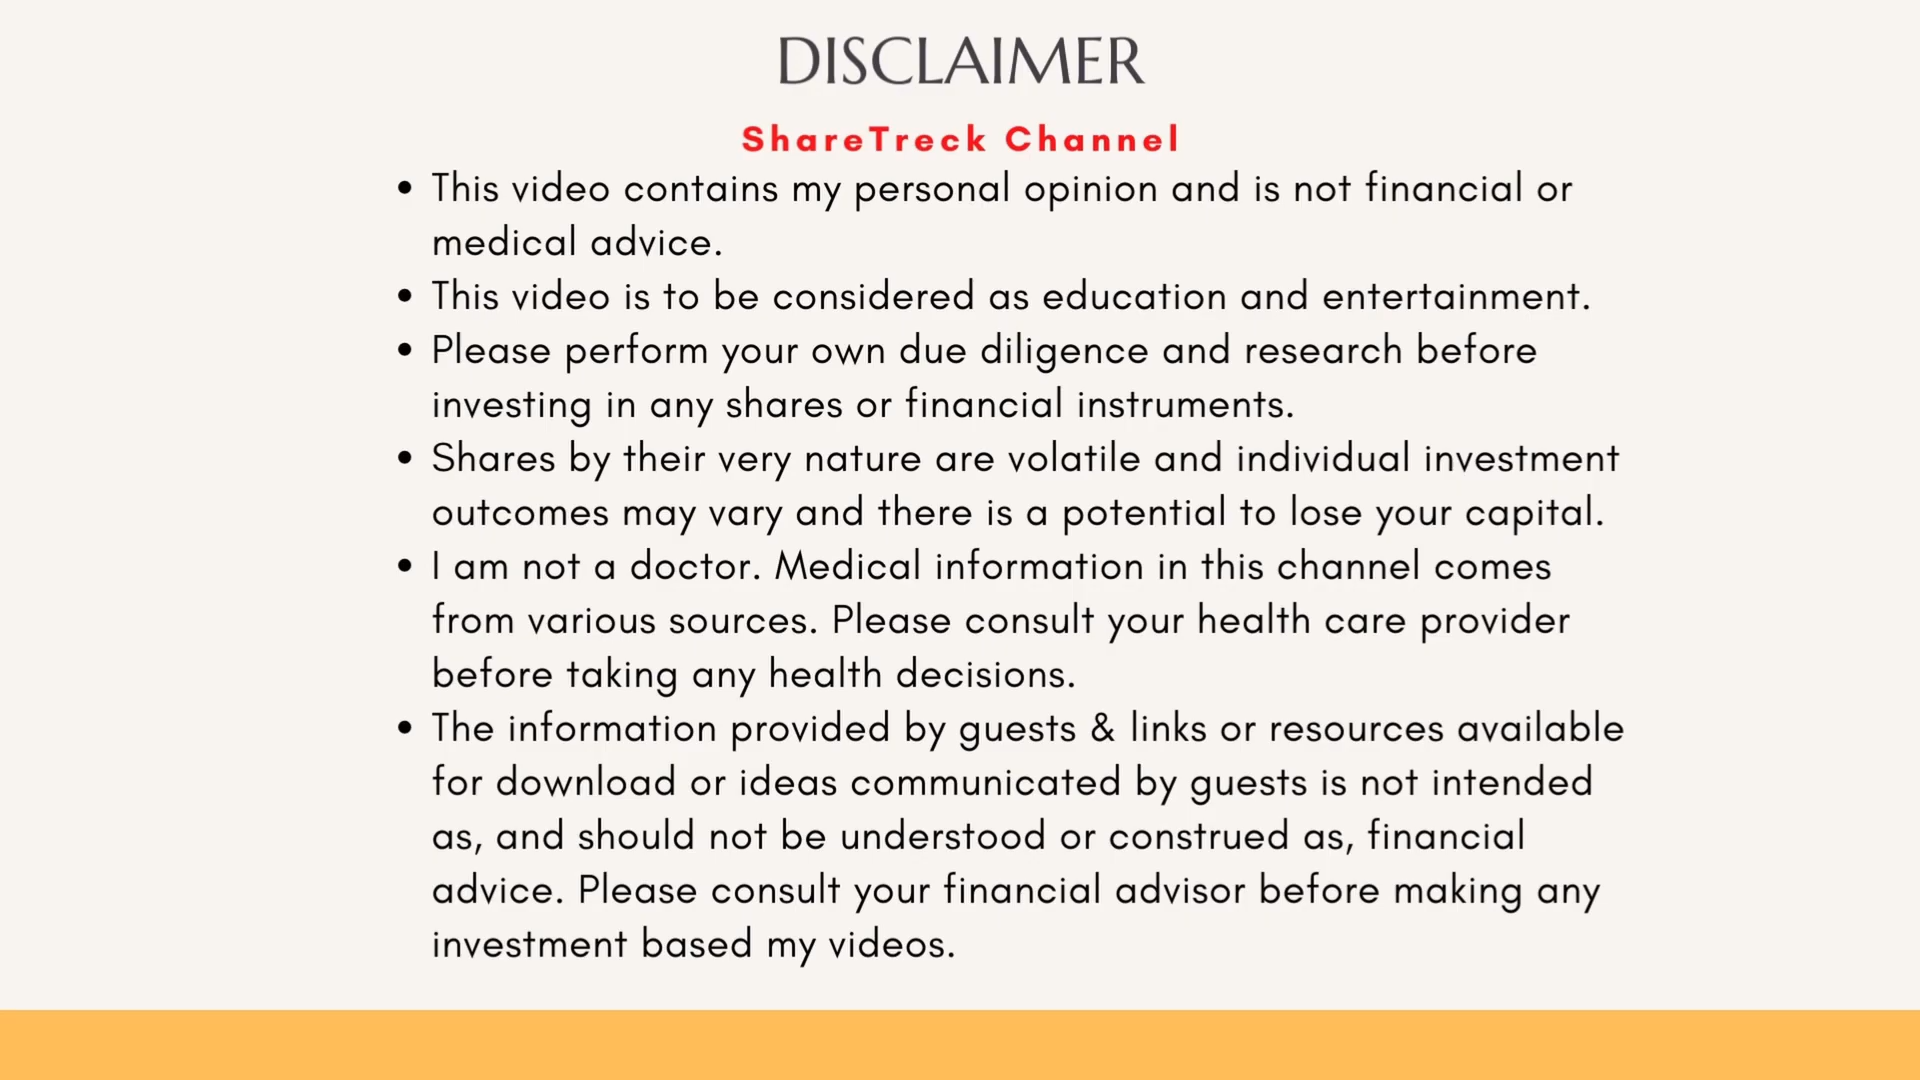 DISCLAIMER
ShareTreck Channel
• This video contains my personal opinion and is not financial or
medical advice.
• This video is to be considered as education and entertainment.
• Please perform your own due diligence and research before
investing in any shares or financial instruments.
• Shares by their very nature are volatile and individual investment
outcomes may vary and there is a potential to lose your capital.
• I am not a doctor. Medical information in this channel comes
from various sources. Please consult your health care provider
before taking any health decisions.
• The information provided by guests & links or resources available
for download or ideas communicated by guests is not intended
as, and should not be understood or construed as, financial
advice. Please consult your financial advisor before making any
investment based my videos.